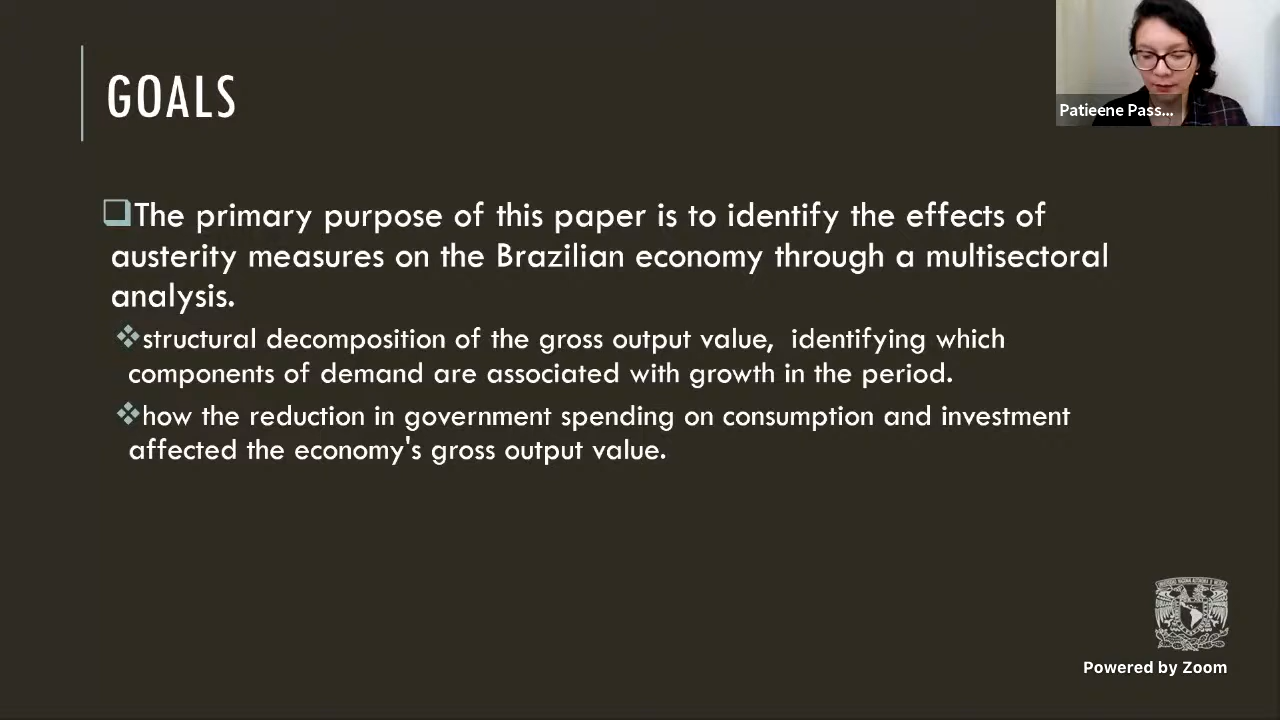 GOALS
Patieene Pass...
The primary purpose of this paper is to identify the effects of
austerity measures on the Brazilian economy through a multisectoral
analysis.
structural decomposition of the gross output value, identifying which
components of demand are associated with growth in the period.
how the reduction in government spending on consumption and investment
affected the economy's gross output value.
Powered by Zoom